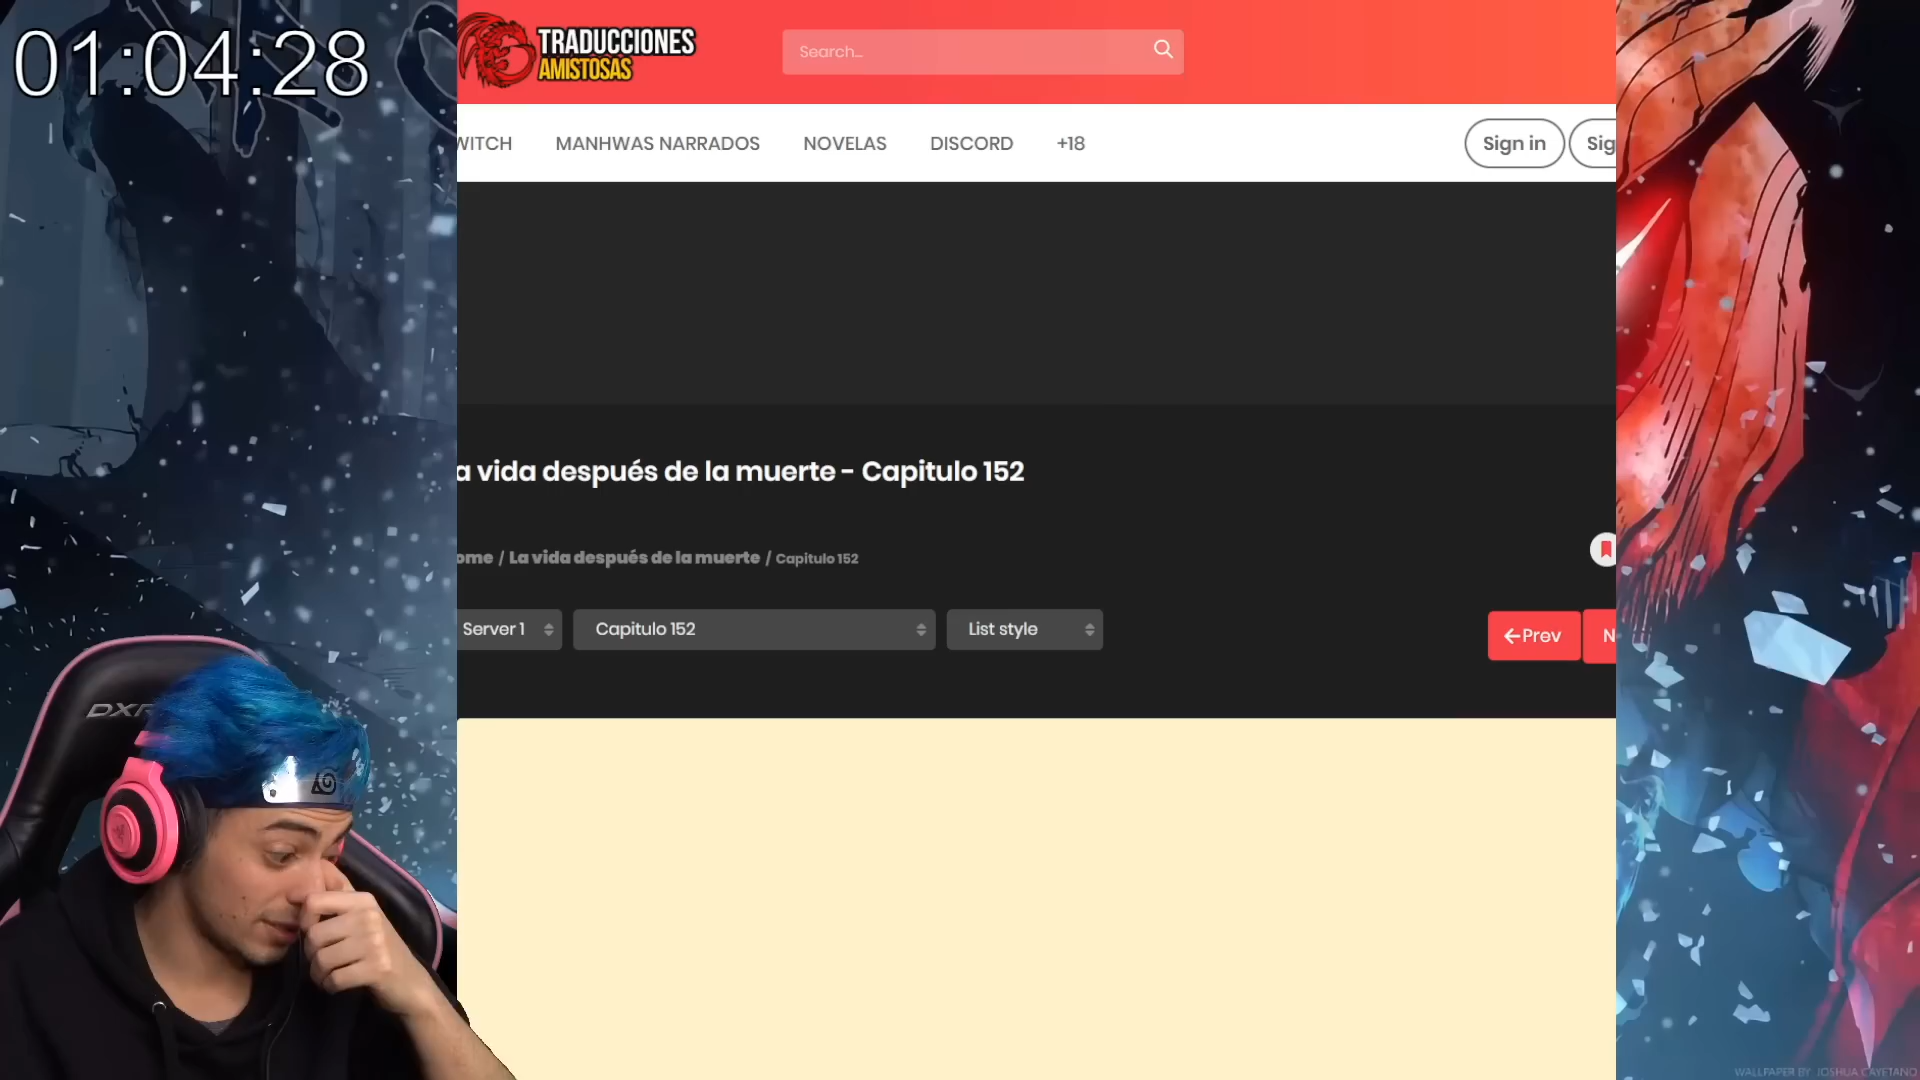 01:04:28
TRADUCCIONES
AMISTOSAS
Search...
WITCH MANHWAS NARRADOS NOVELAS DISCORD +18
Sign in Sig
a vida después de la muerte - Capitulo 152
ome / La vida después de la muerte / Capitulo 152
Server 1 Capitulo 152 List style
←Prev N
DXR
WALLPAPER BY JOSHUA CAYETANO